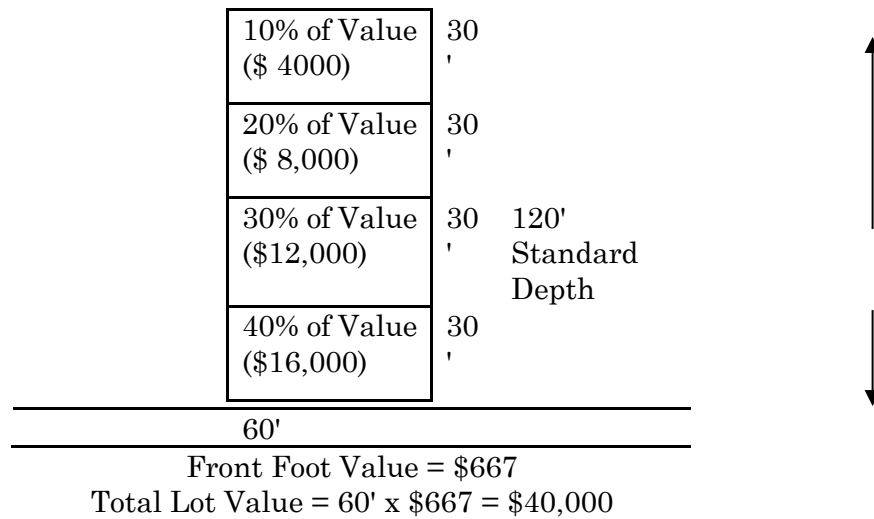 10% of Value 30
($ 4000) '
20% of Value 30
($ 8,000) '
30% of Value 30 120'
($12,000) ' Standard
Depth
40% of Value 30
($16,000) '
60'
Front Foot Value = $667
Total Lot Value = 60' x $667 = $40,000